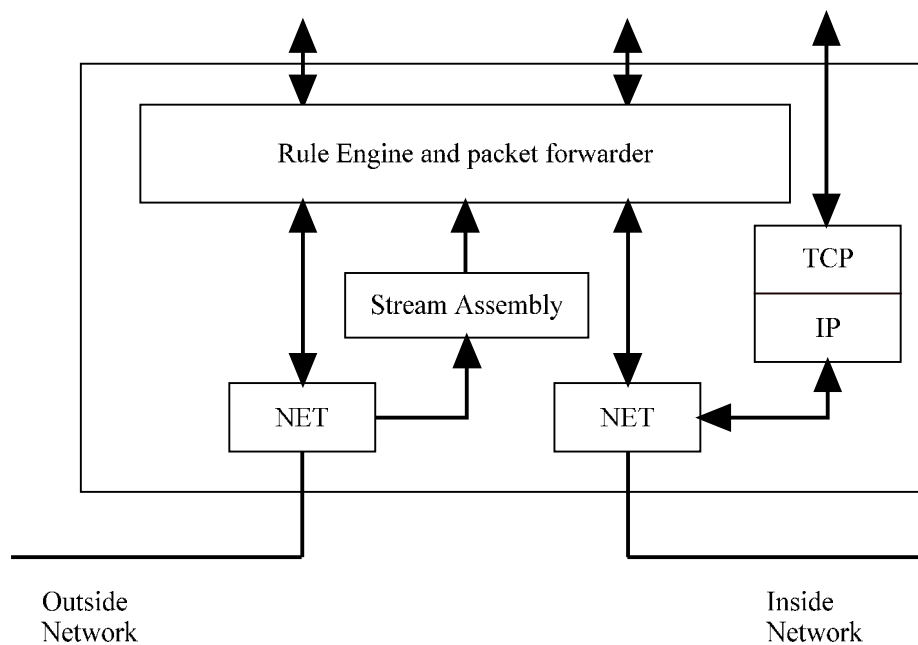 Rule Engine and packet forwarder
TCP
Stream Assembly
IP
NET
NET
Outside
Network
Inside
Network